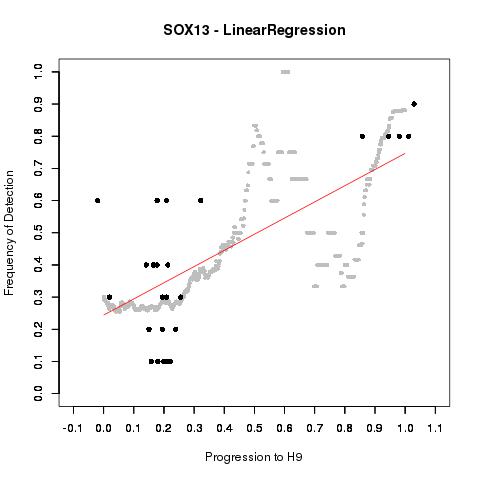 SOX13 - LinearRegression
Frequency of Detection
1.0
0.9
0.8
0.7
0.6
0.5
0.4
0.3
0.2
0.1
0.0
-0.1 0.0 0.1 0.2 0.3 0.4 0.5 0.6 0.7 0.8 0.9 1.0 1.1
Progression to H9